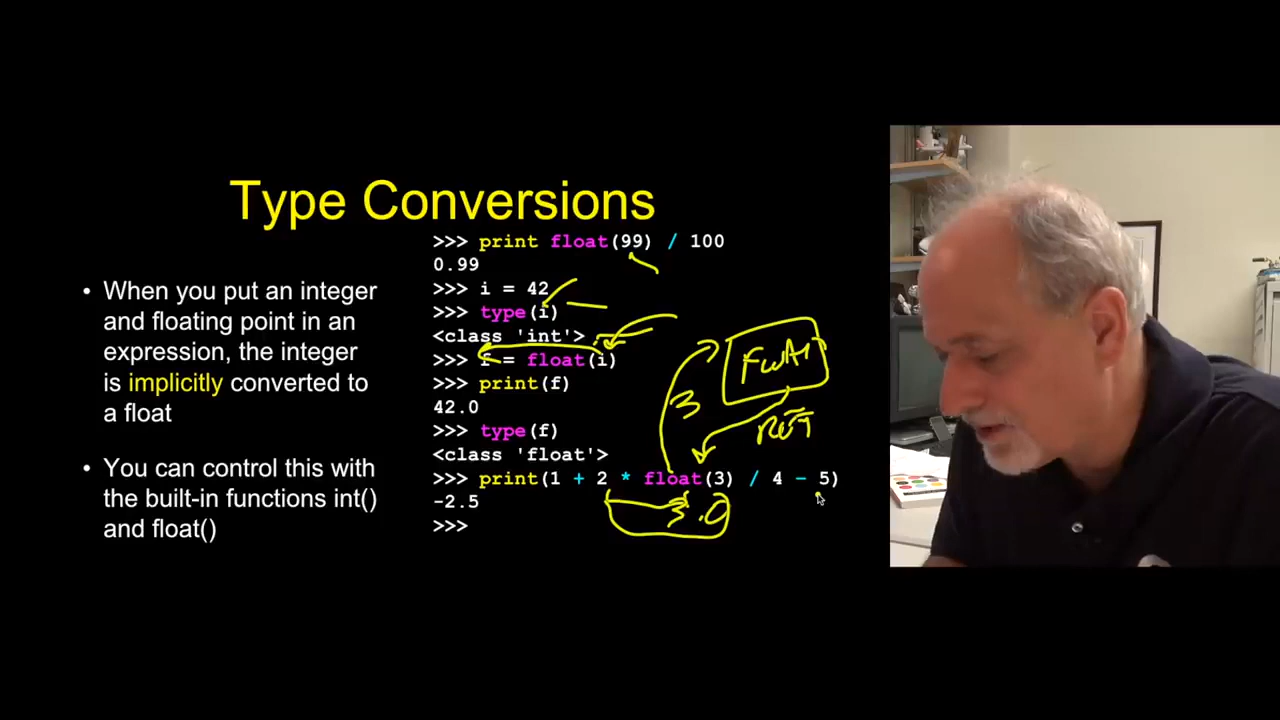 Type Conversions
• When you put an integer
and floating point in an
expression, the integer
is implicitly converted to
a float
• You can control this with
the built-in functions int()
and float()
>>> print float(99) / 100
0.99
>>> i = 42
>>> type(i)
<class 'int'>
>>> f = float(i)
>>> print(f)
42.0
>>> type(f)
<class 'float'>
>>> print(1 + 2 * float(3) / 4 - 5)
-2.5
>>>
3
RET
3.0